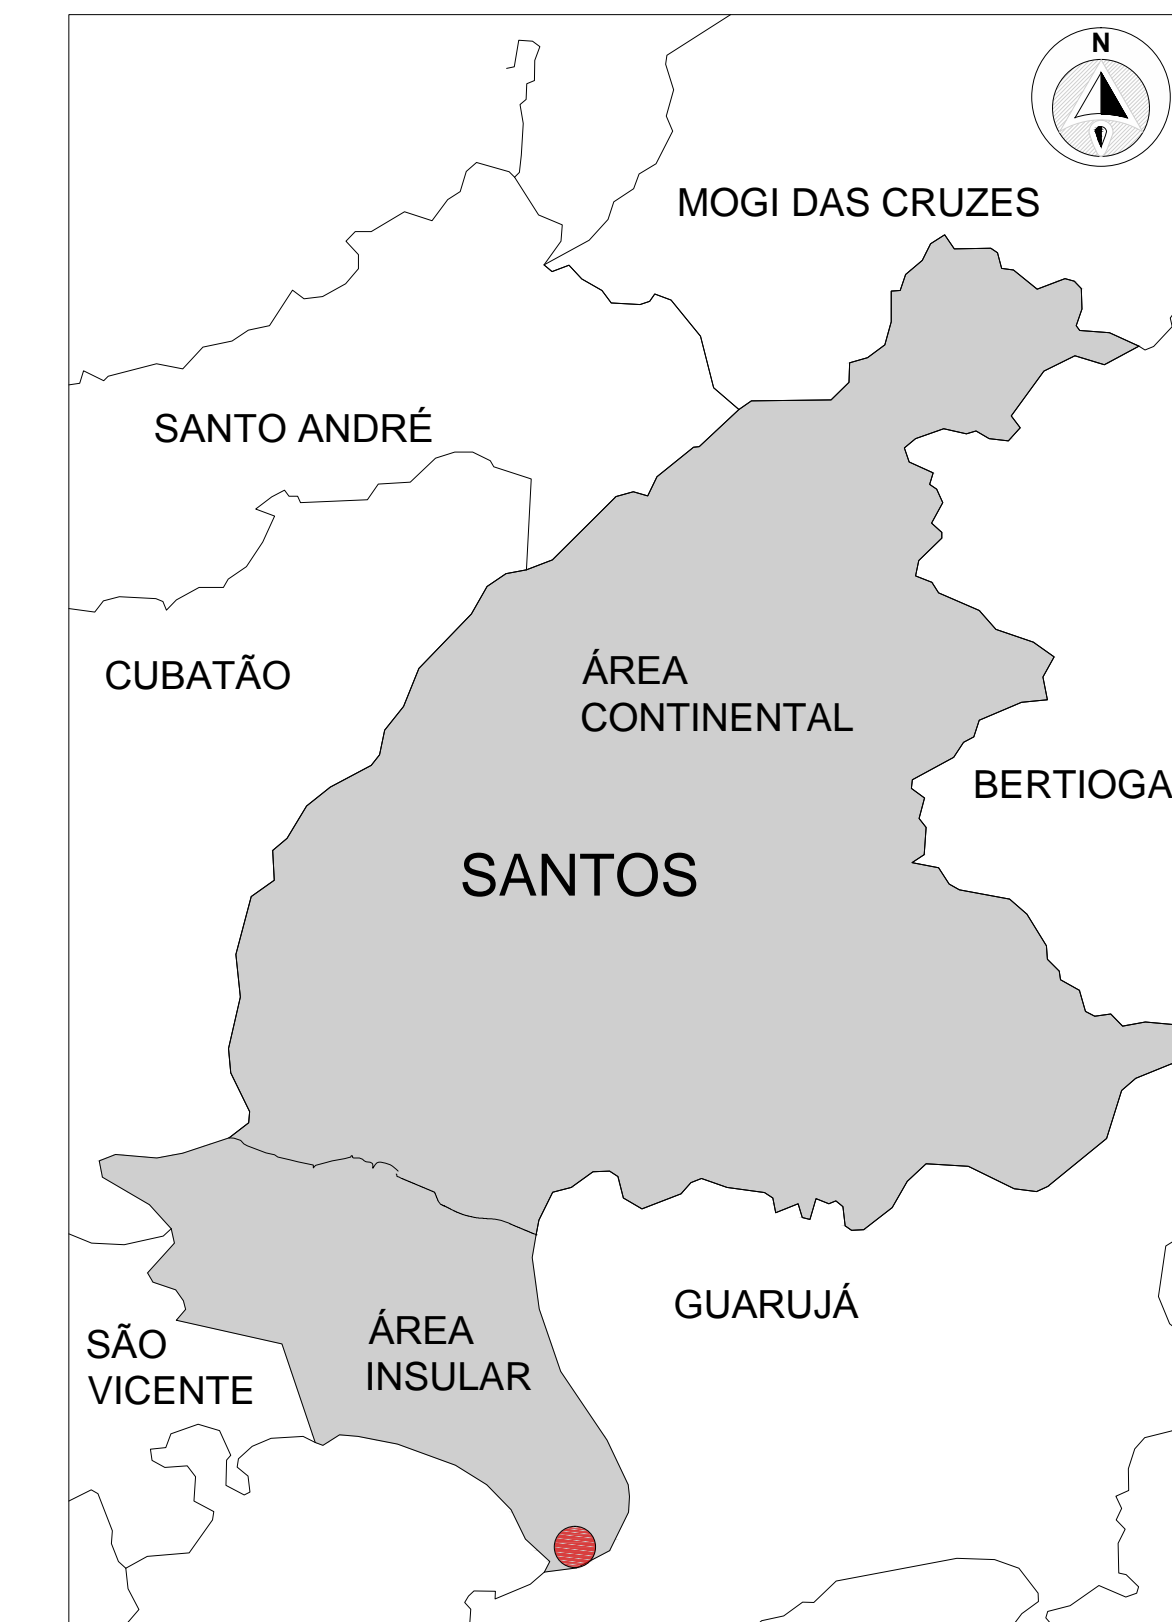 N
MOGI DAS CRUZES
SANTO ANDRÉ
CUBATÃO
ÁREA
CONTINENTAL
BERTIOGA
SANTOS
GUARUJÁ
SÃO
VICENTE
ÁREA
INSULAR